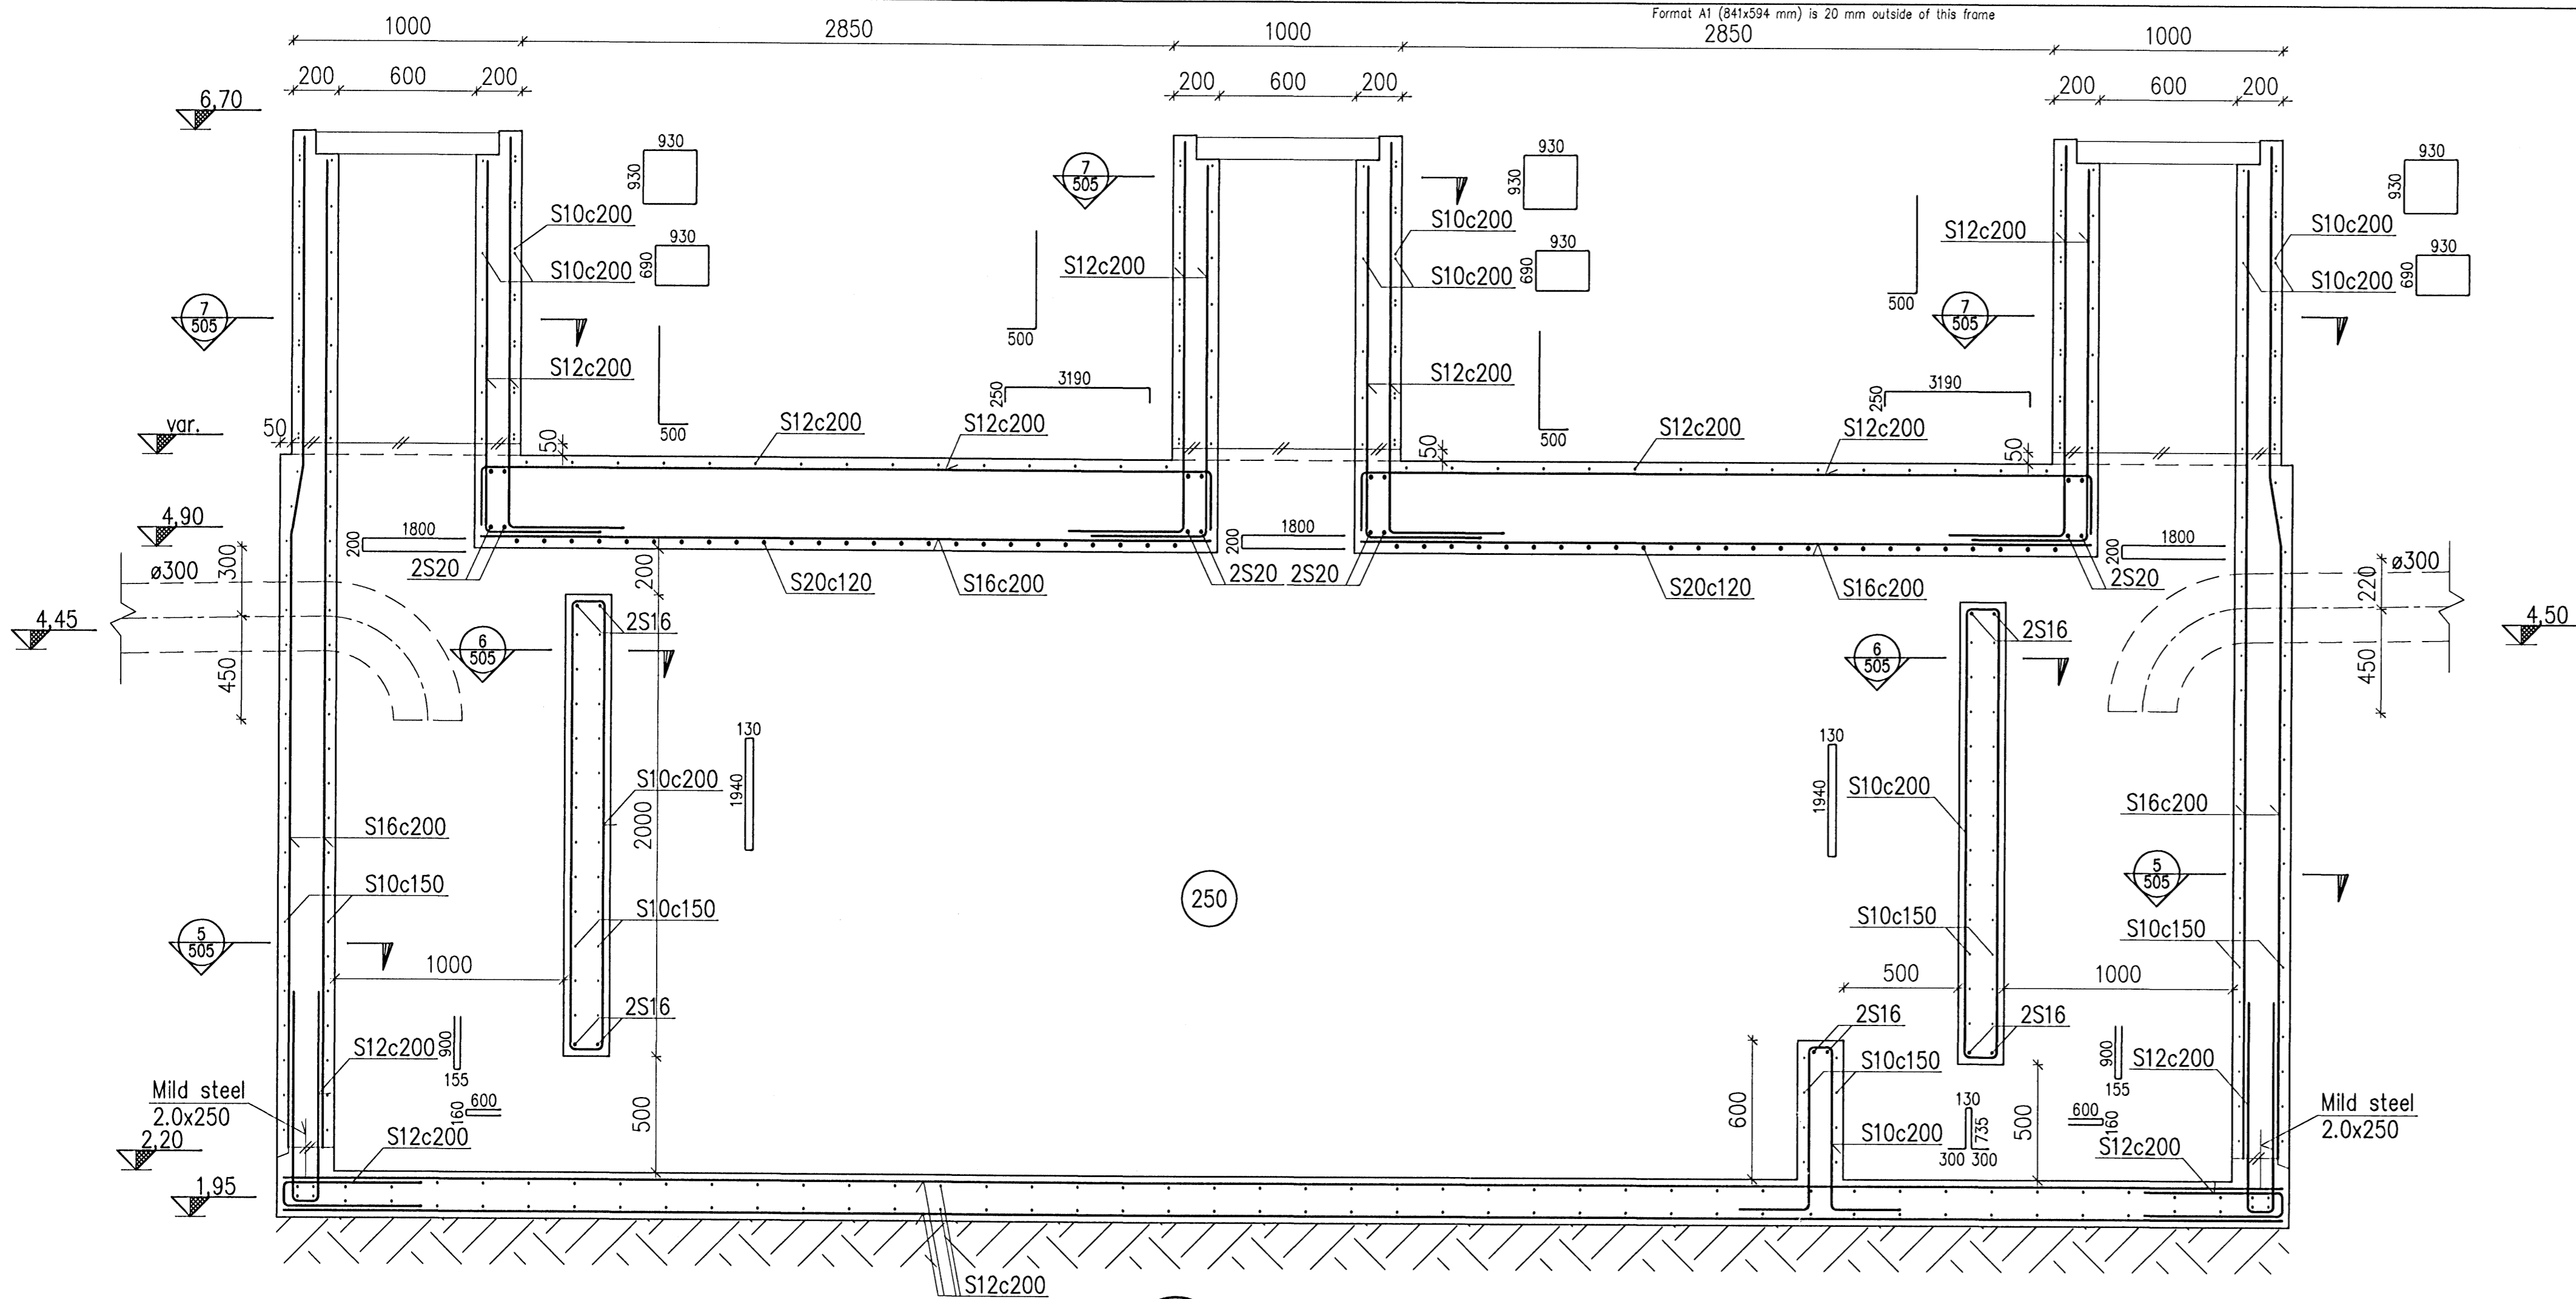 Format A1 (841x594 mm) is 20 mm outside of this frame
1000 2850 1000 2850 1000
200 600 200 200 600 200 200 600 200
6,70
930 930 930
930 930 930
7 505 7 505
S10c200 S10c200 S12c200 S10c200
930 930 930
690 690 690
S10c200 S12c200 S10c200 S10c200
7 505 500 500 7 505
S12c200 3190 S12c200 3190
250 250
var. 50 500 50 S12c200 S12c200 500 50 S12c200 S12c200 50
4,90
200 1800 200 1800 200 1800
ø300 300 2S20 200 S20c120 S16c200 2S20 2S20 S20c120 S16c200 2S20 ø300 220
4,45 2S16 2S16 4,50
6 505 6 505
450 450
130 130
1940 1940
S10c200 S10c200
S16c200 2000 S16c200
S10c150 250 5 505
S10c150 S10c150
5 505 S10c150
1000 500 1000
2S16 2S16 2S16
S12c200 900 155 S10c150 900 155 S12c200
Mild steel
2.0x250
600 160 600 130 735 600 160
Mild steel
2.0x250
2,20 S12c200 500 S10c200 300 300 500 S12c200
1,95
S12c200